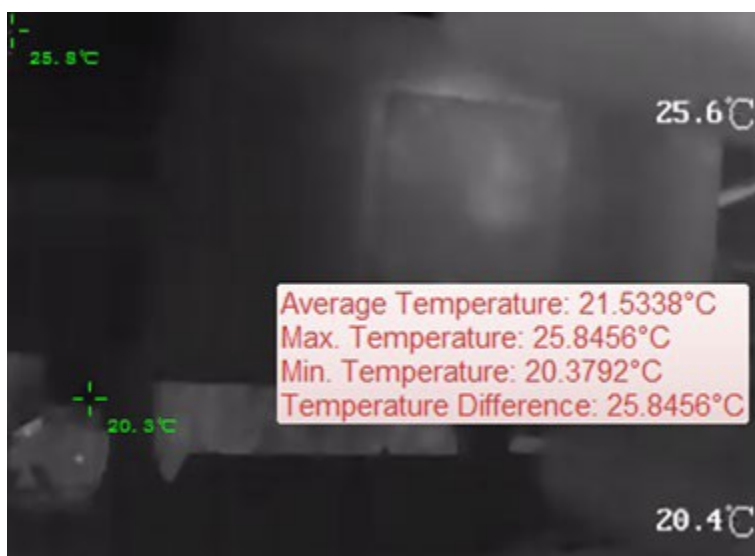 25.8℃
25.6℃
Average Temperature: 21.5338°C
Max. Temperature: 25.8456°C
Min. Temperature: 20.3792°C
Temperature Difference: 25.8456°C
20.3℃
20.4℃